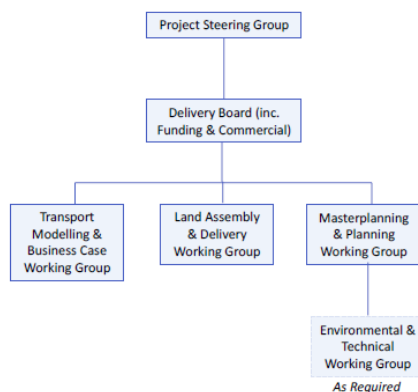 Project Steering Group
Delivery Board (inc.
Funding & Commercial)
Transport
Modelling &
Business Case
Working Group
Land Assembly
& Delivery
Working Group
Masterplanning
& Planning
Working Group
Environmental &
Technical
Working Group
As Required